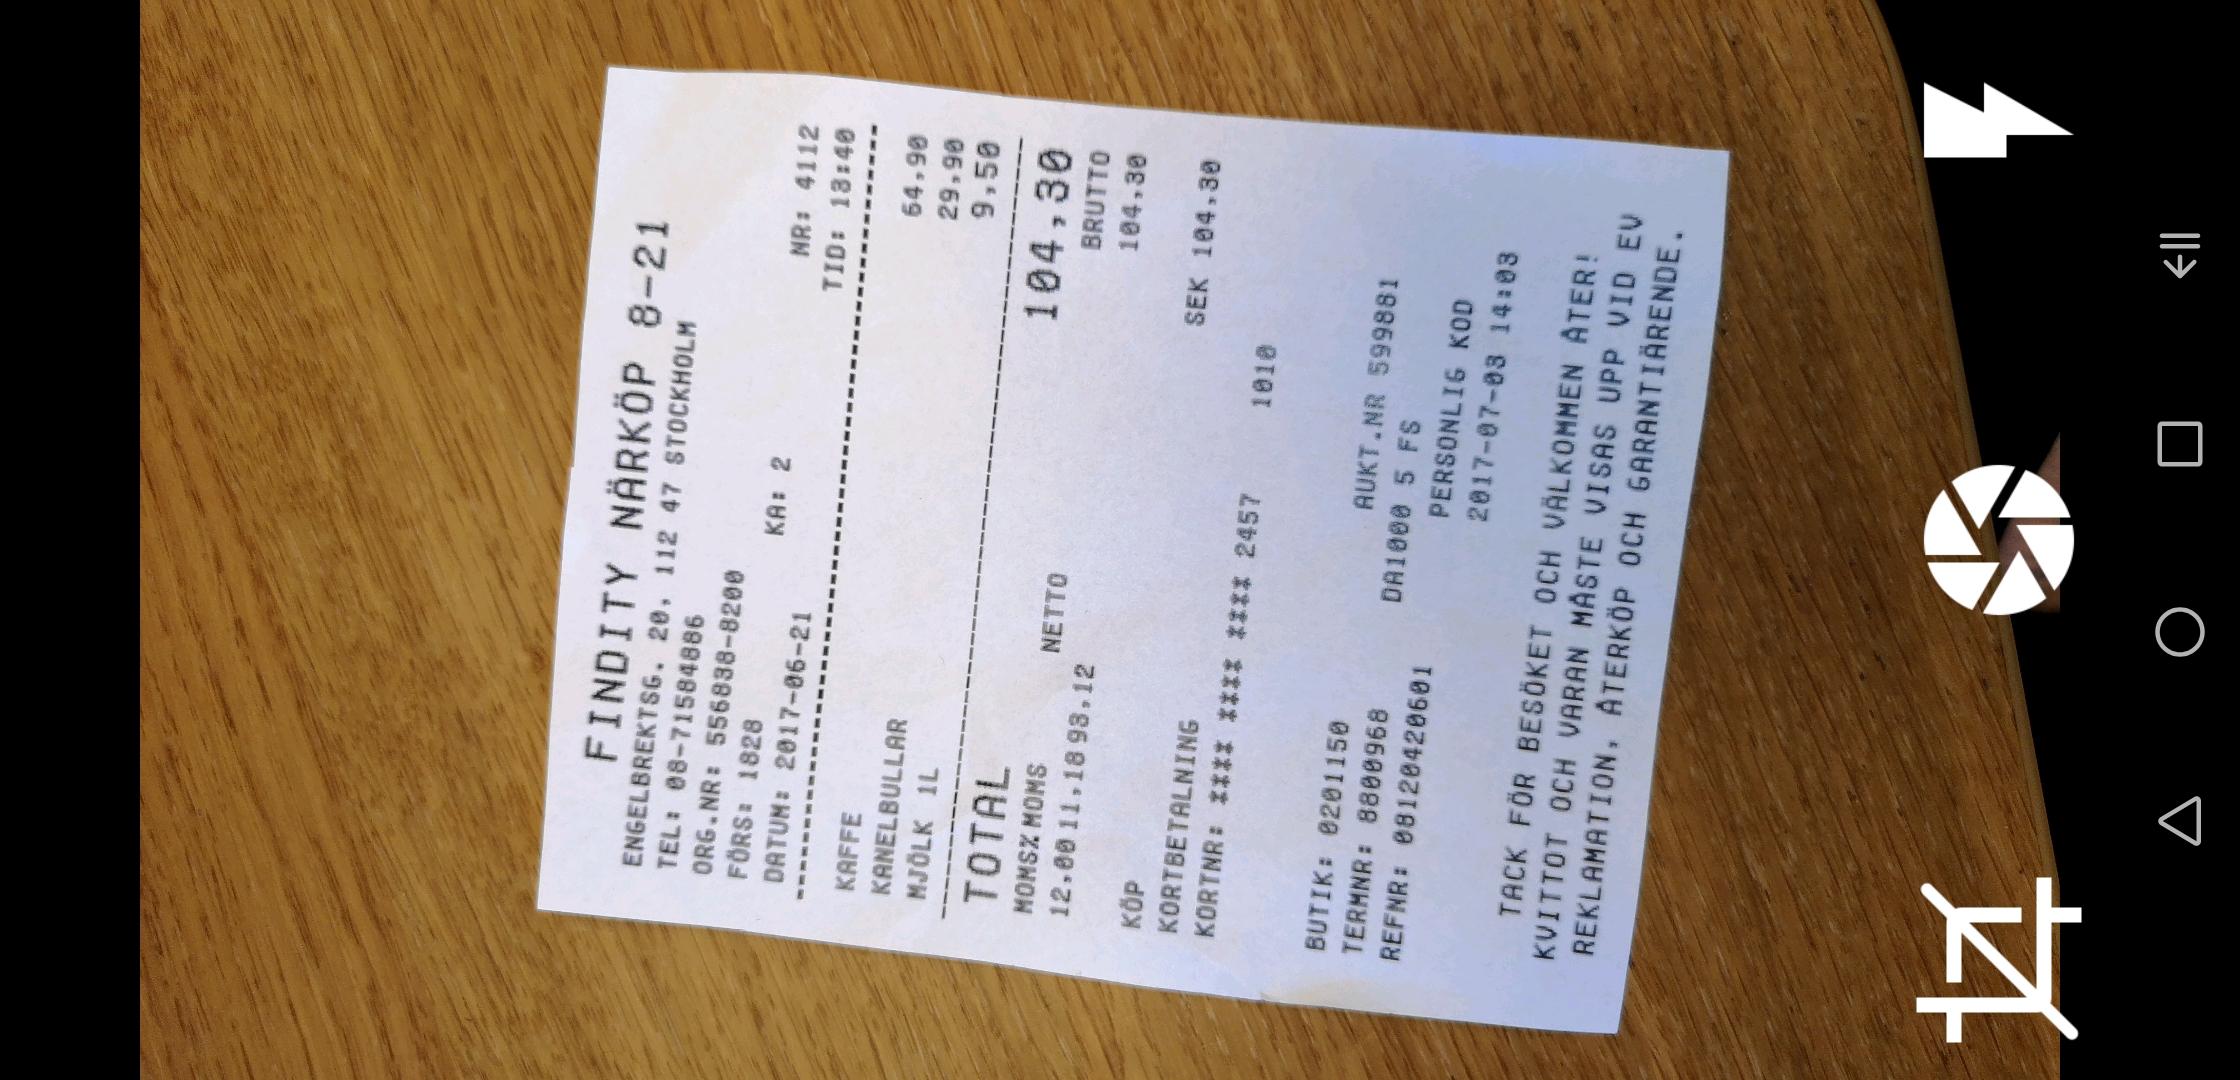 FINDITY NÄRKÖP 8-21
ENGELBREKTSG. 20, 112 47 STOCKHOLM
TEL: 08-71584886
ORG.NR: 556838-8200
FÖRS: 1828 NR: 4112
DATUM: 2017-06-21 KA: 2 TID: 13:40
KAFFE 64,90
KANELBULLAR 29,90
MJÖLK 1L 9,50
TOTAL 104,30
MOMS% MOMS NETTO BRUTTO
12,00 11,18 93,12 104,30
KÖP
KORTBETALNING SEK 104,30
KORTNR: **** **** **** 2457 1010
BUTIK: 0201150 AUKT.NR 599881
TERMNR: 8800968 DA1000 5 FS
REFNR: 08120420601 PERSONLIG KOD
2017-07-03 14:03
TACK FÖR BESÖKET OCH VÄLKOMMEN ÅTER!
KVITTOT OCH VARAN MÅSTE VISAS UPP VID EV
REKLAMATION, ÅTERKÖP OCH GARANTIÄRENDE.